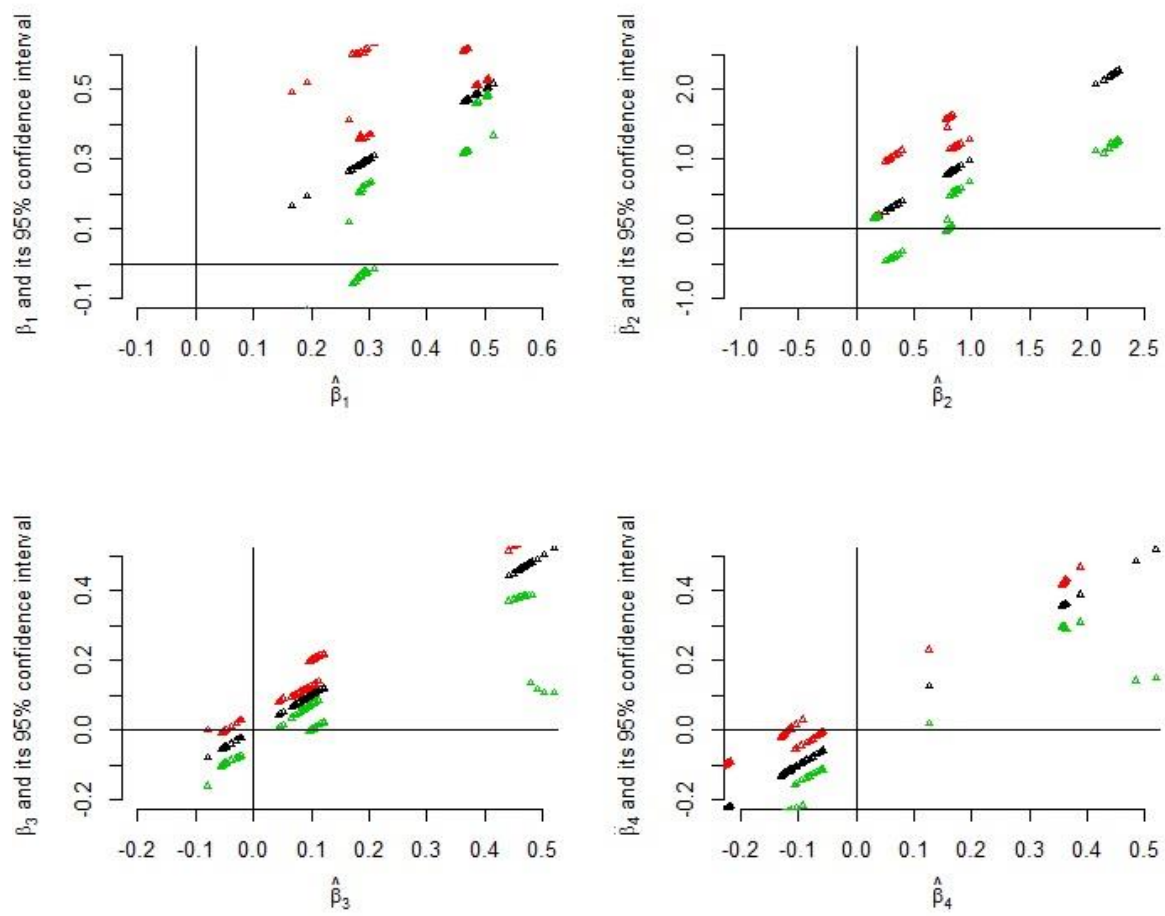 β1 and its 95% confidence interval
0.5
0.3
0.1
-0.1
-0.1 0.0 0.1 0.2 0.3 0.4 0.5 0.6
β̂1
β2 and its 95% confidence interval
2.0
1.0
0.0
-1.0
-1.0 -0.5 0.0 0.5 1.0 1.5 2.0 2.5
β̂2
β3 and its 95% confidence interval
0.4
0.2
0.0
-0.2
-0.2 -0.1 0.0 0.1 0.2 0.3 0.4 0.5
β̂3
β4 and its 95% confidence interval
0.4
0.2
0.0
-0.2
-0.2 -0.1 0.0 0.1 0.2 0.3 0.4 0.5
β̂4